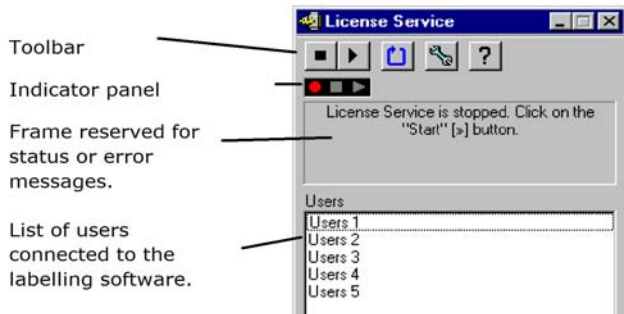 License Service
Toolbar
?
Indicator panel
License Service is stopped. Click on the
"Start" [»] button.
Frame reserved for
status or error
messages.
Users
Users 1
Users 2
Users 3
Users 4
Users 5
List of users
connected to the
labelling software.